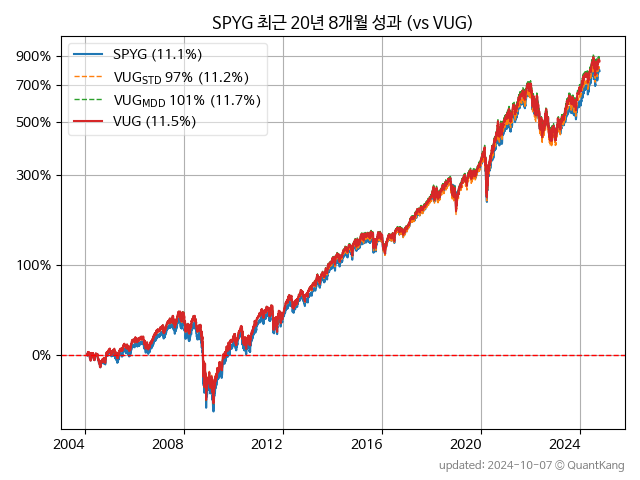 SPYG 최근 20년 8개월 성과 (vs VUG)
SPYG (11.1%)
VUG_STD 97% (11.2%)
VUG_MDD 101% (11.7%)
VUG (11.5%)
900%
700%
500%
300%
100%
0%
2004 2008 2012 2016 2020 2024
updated: 2024-10-07 © QuantKang